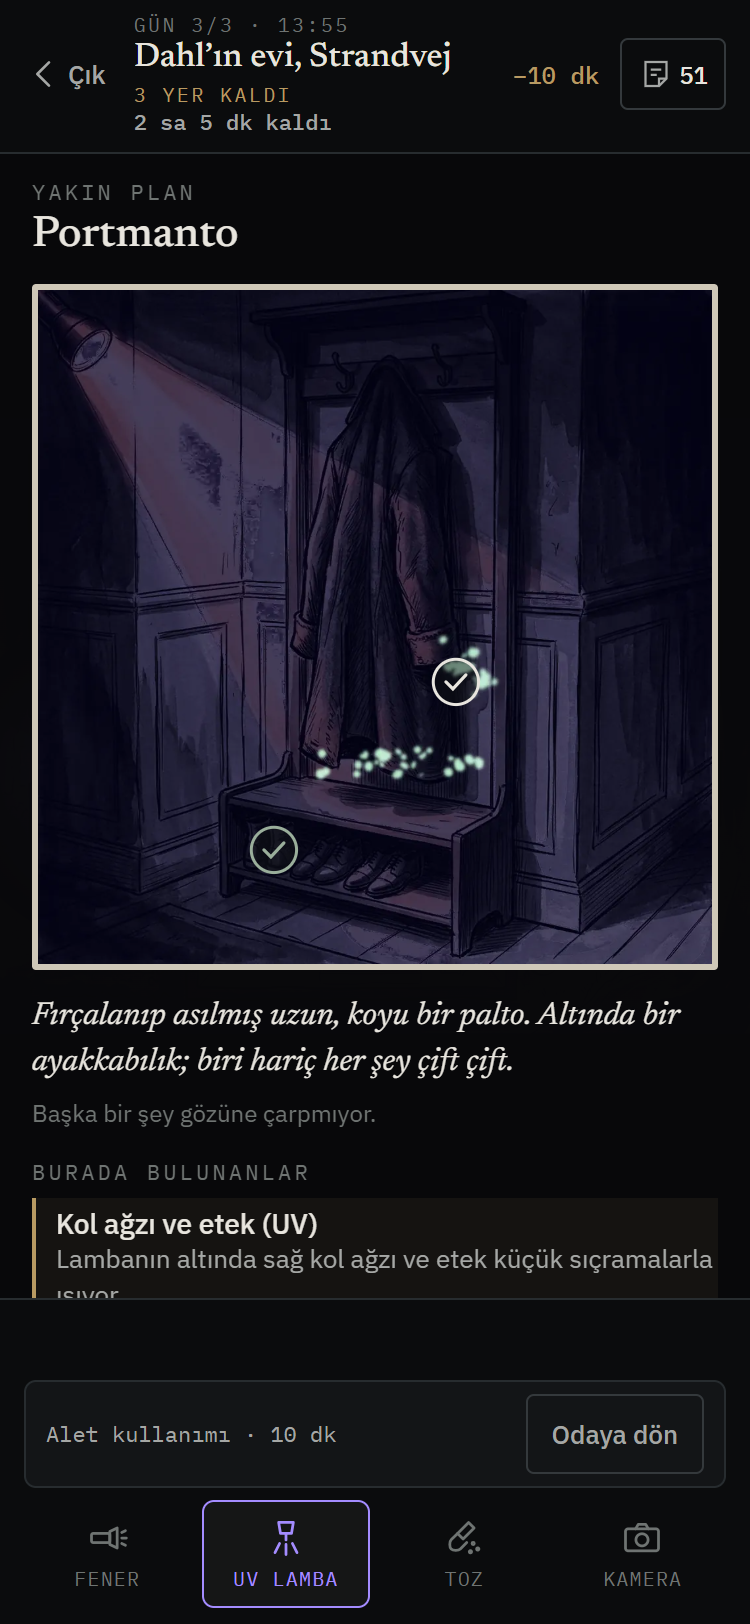 GÜN 3/3 · 13:55
Çık
Dahl’ın evi, Strandvej
3 YER KALDI
2 sa 5 dk kaldı
−10 dk
51
YAKIN PLAN
Portmanto
Fırçalanıp asılmış uzun, koyu bir palto. Altında bir
ayakkabılık; biri hariç her şey çift çift.
Başka bir şey gözüne çarpmıyor.
BURADA BULUNANLAR
Kol ağzı ve etek (UV)
Lambanın altında sağ kol ağzı ve etek küçük sıçramalarla
ışıyor.
Alet kullanımı · 10 dk
Odaya dön
FENER
UV LAMBA
TOZ
KAMERA